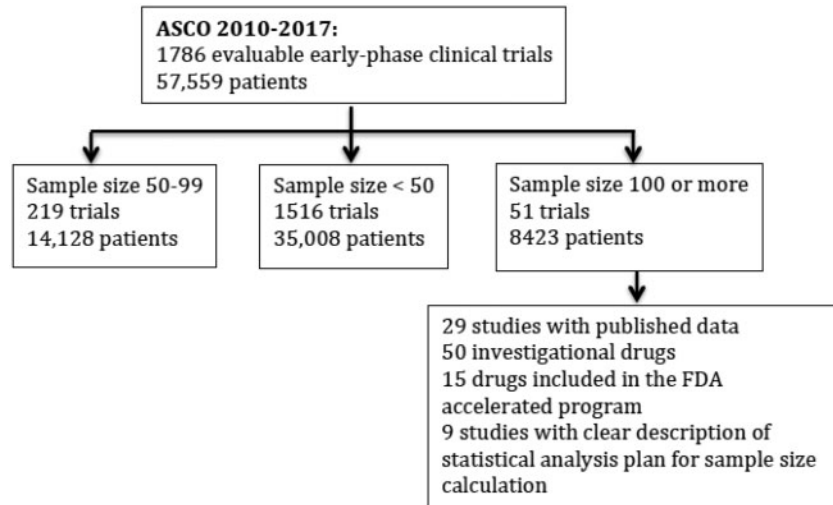 ASCO 2010-2017:
1786 evaluable early-phase clinical trials
57,559 patients
Sample size 50-99
219 trials
14,128 patients
Sample size < 50
1516 trials
35,008 patients
Sample size 100 or more
51 trials
8423 patients
29 studies with published data
50 investigational drugs
15 drugs included in the FDA
accelerated program
9 studies with clear description of
statistical analysis plan for sample size
calculation